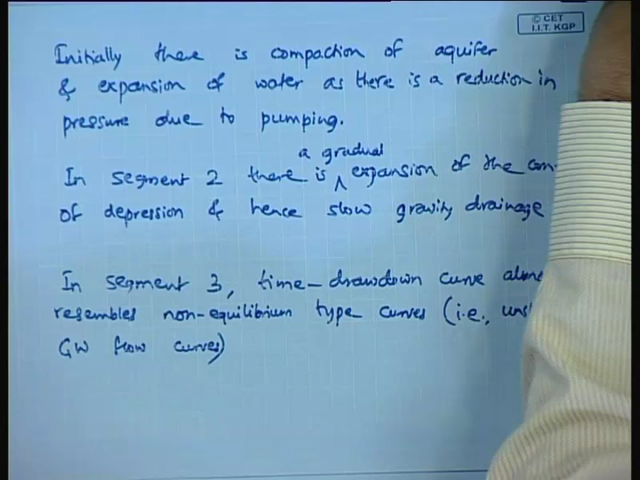 © CET
I.I.T. KGP
Initially there is compaction of aquifer
& expansion of water as there is a reduction in
pressure due to pumping.
a gradual
In segment 2 there is ^ expansion of the
of depression & hence slow gravity drainage
In segment 3, time-drawdown curve
resembles non-equilibrium type curves (i.e.,
GW flow curves)